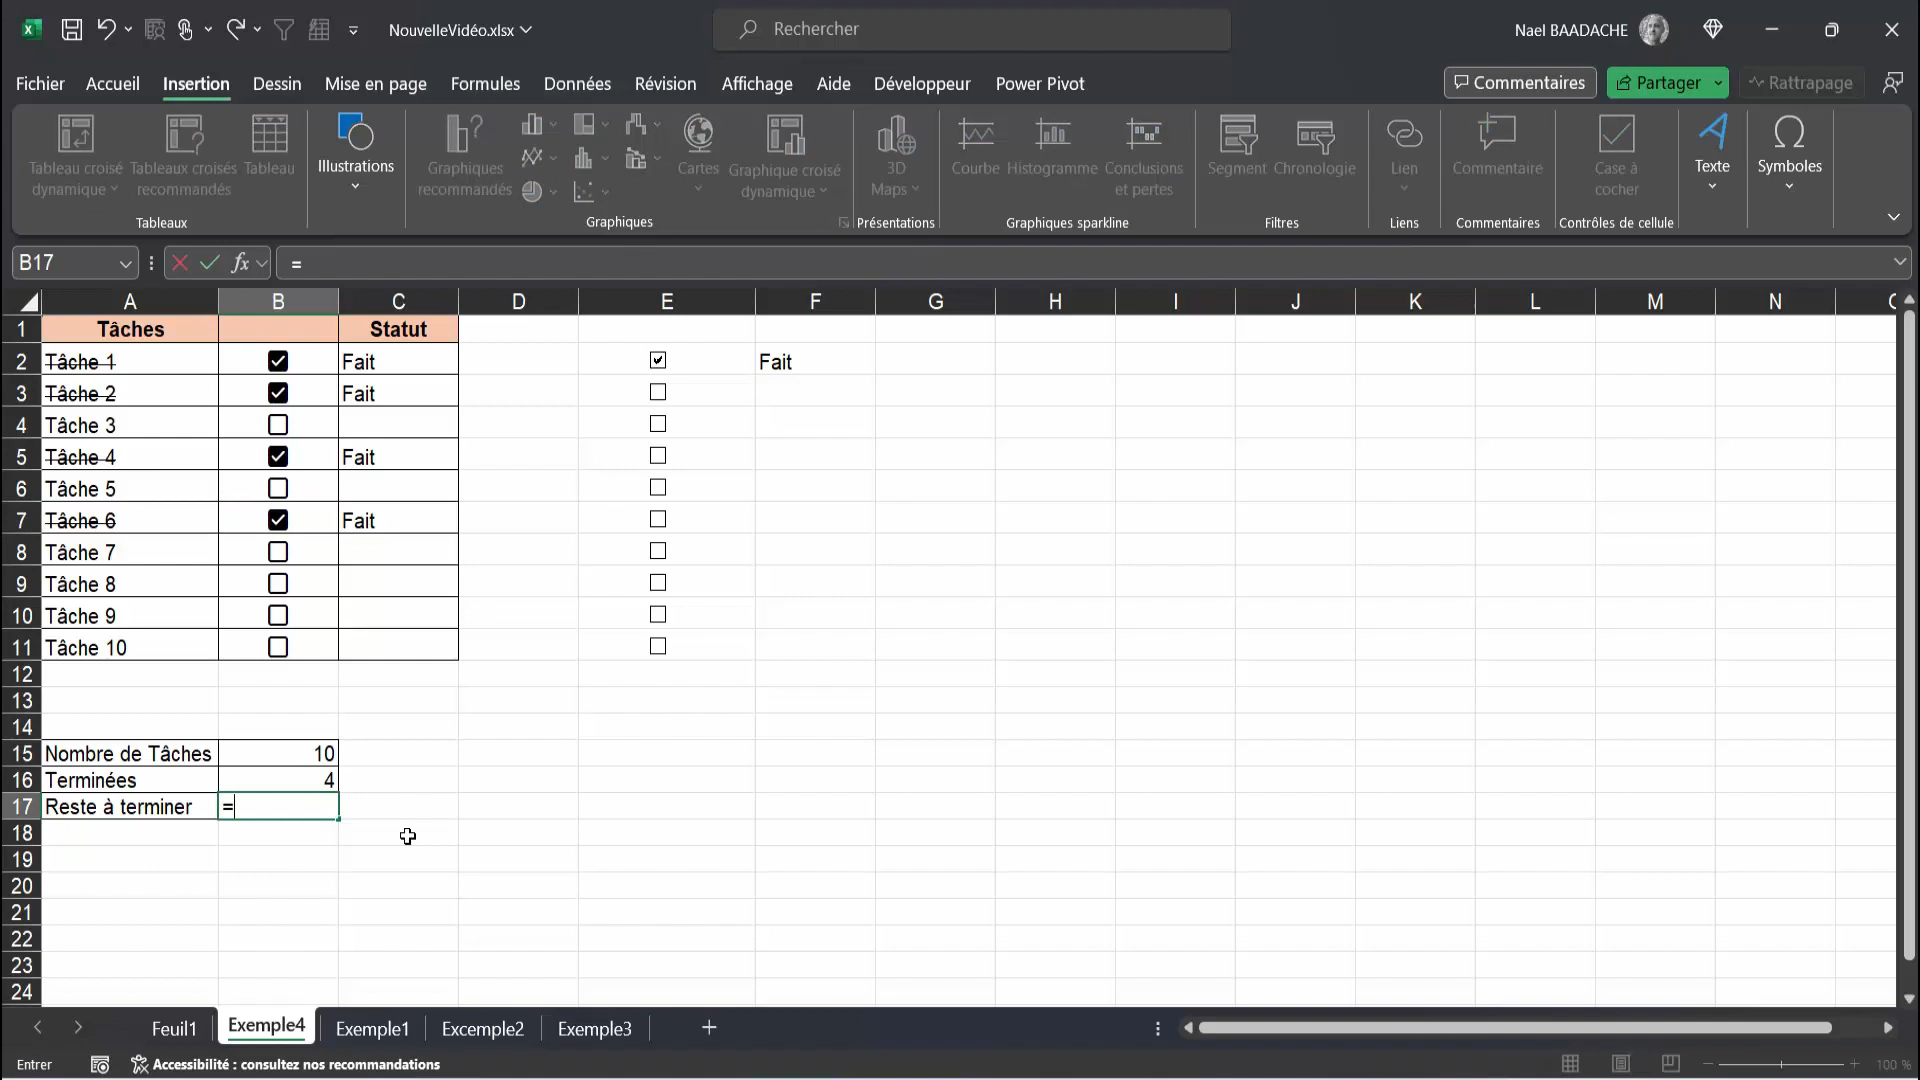 NouvelleVidéo.xlsx
Rechercher
Nael BAADACHE
Fichier Accueil Insertion Dessin Mise en page Formules Données Révision Affichage Aide Développeur Power Pivot
Commentaires
Partager
Rattrapage
Tableau croisé dynamique
Tableaux croisés recommandés
Tableau
Tableaux
Illustrations
Graphiques recommandés
Cartes
Graphique croisé dynamique
Graphiques
3D Maps
Présentations
Courbe
Histogramme
Conclusions et pertes
Graphiques sparkline
Segment
Chronologie
Filtres
Lien
Liens
Commentaire
Commentaires
Case à cocher
Contrôles de cellule
Texte
Symboles
B17 fx =
A B C D E F G H I J K L M N
1 Tâches Statut
2 Tâche 1 Fait Fait
3 Tâche 2 Fait
4 Tâche 3
5 Tâche 4 Fait
6 Tâche 5
7 Tâche 6 Fait
8 Tâche 7
9 Tâche 8
10 Tâche 9
11 Tâche 10
12
13
14
15 Nombre de Tâches 10
16 Terminées 4
17 Reste à terminer =
18
19
20
21
22
23
24
Feuil1 Exemple4 Exemple1 Excemple2 Exemple3
Entrer
Accessibilité : consultez nos recommandations
100 %